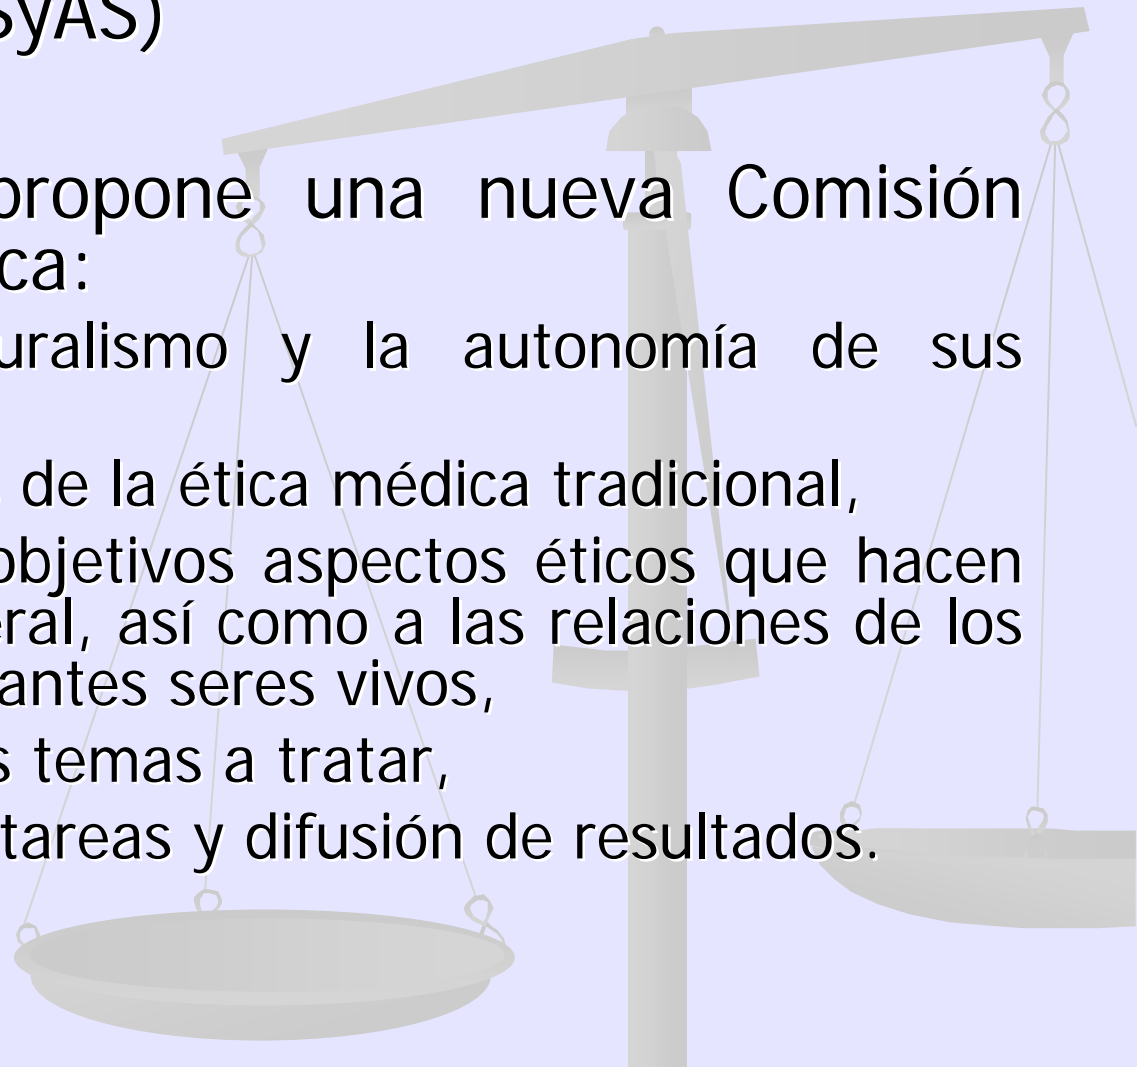 SyAS)
propone una nueva Comisión
ca:
uralismo y la autonomía de sus
de la ética médica tradicional,
objetivos aspectos éticos que hacen
eral, así como a las relaciones de los
antes seres vivos,
s temas a tratar,
tareas y difusión de resultados.